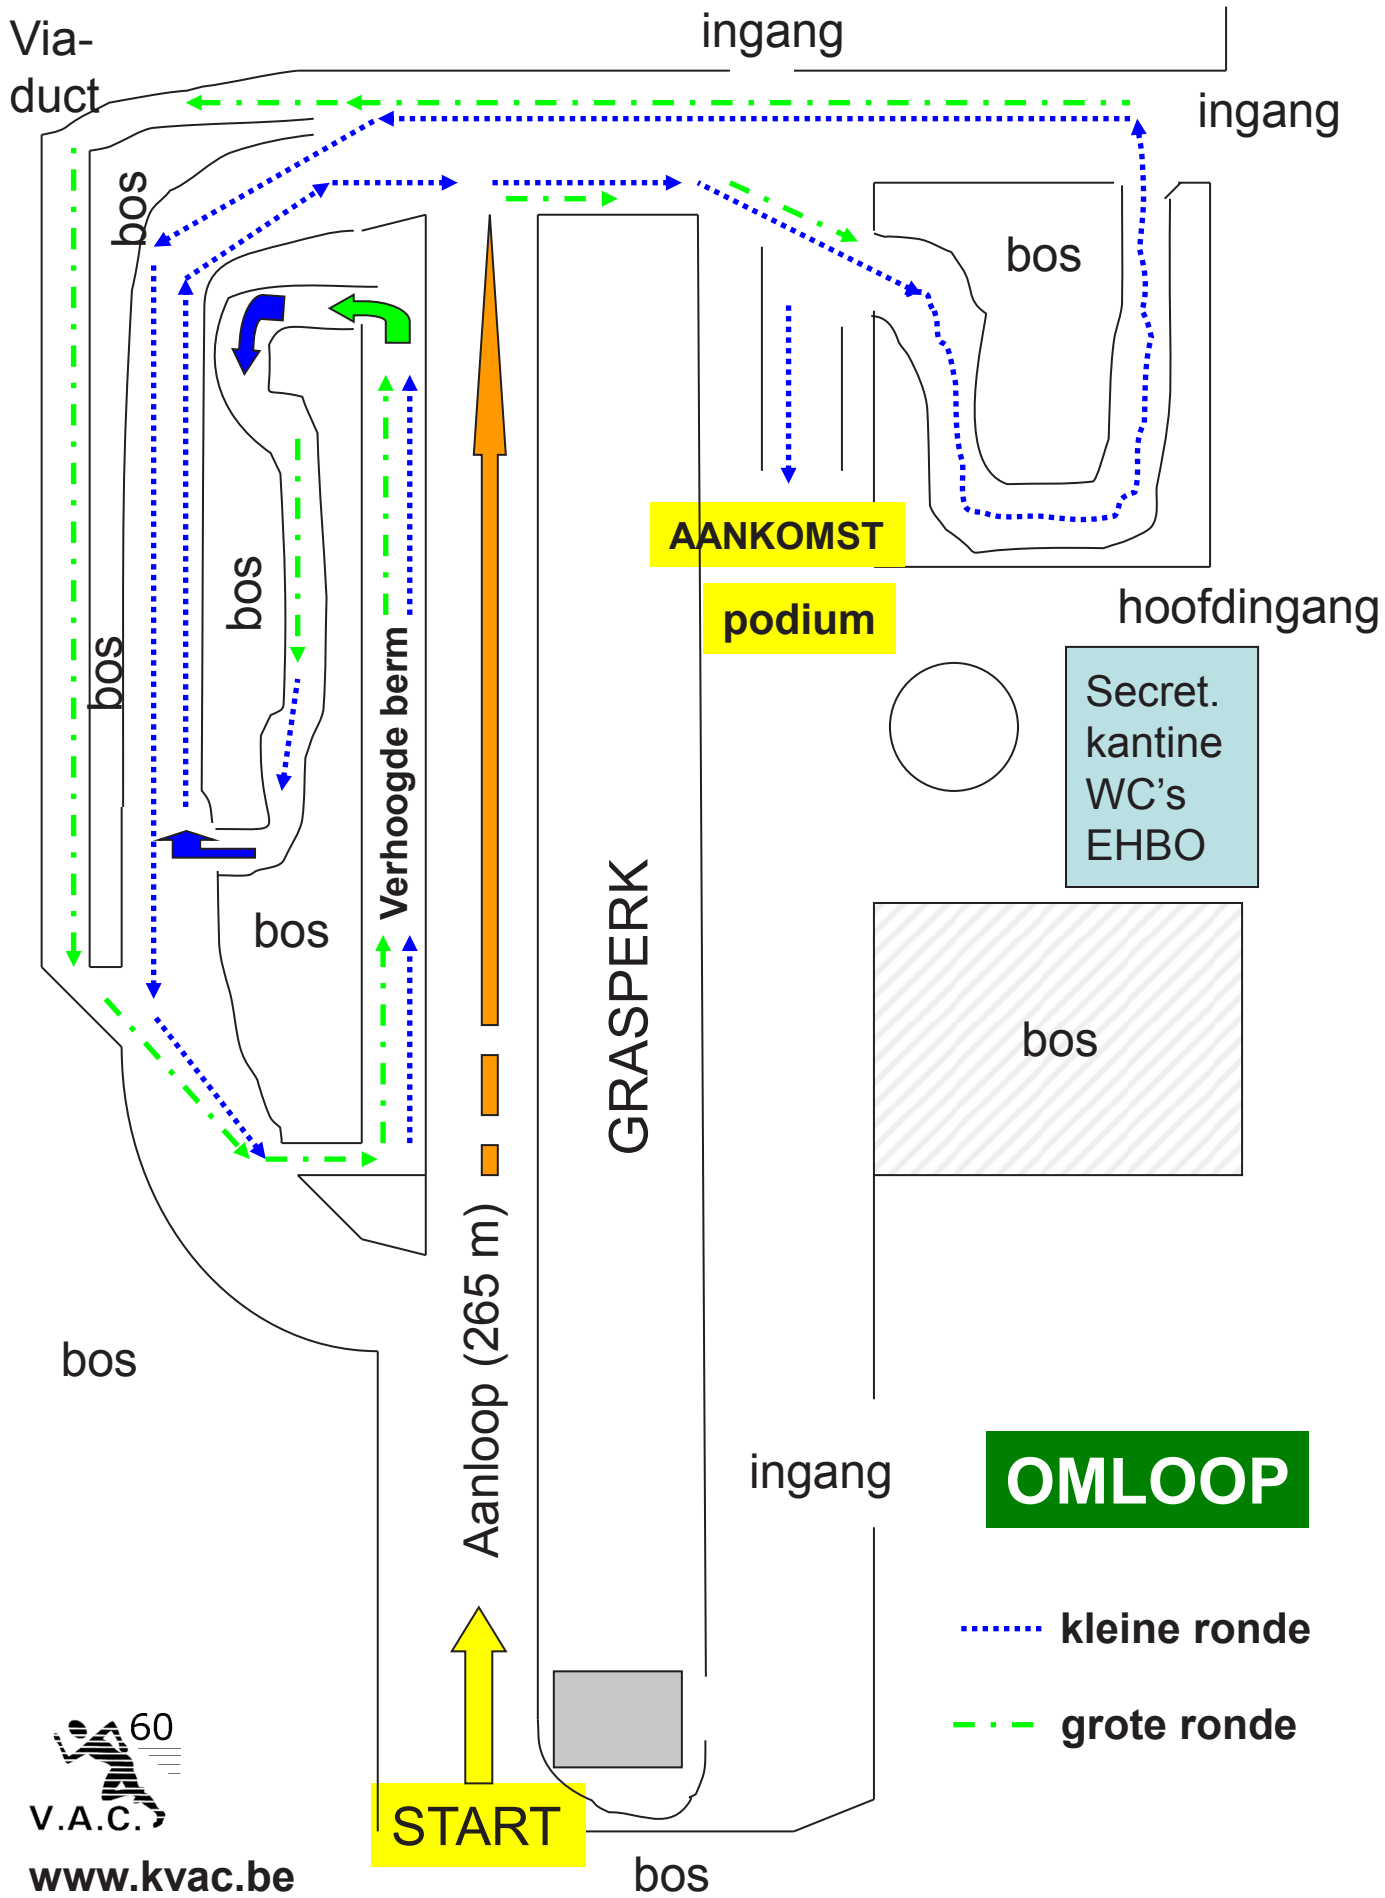 Via-
duct
ingang
ingang
bos
bos
bos
bos
bos
Verhoogde berm
AANKOMST
podium
hoofdingang
Secret.
kantine
WC's
EHBO
GRASPERK
bos
bos
Aanloop (265 m)
bos
ingang
OMLOOP
kleine ronde
grote ronde
60
V.A.C.
www.kvac.be
START
bos